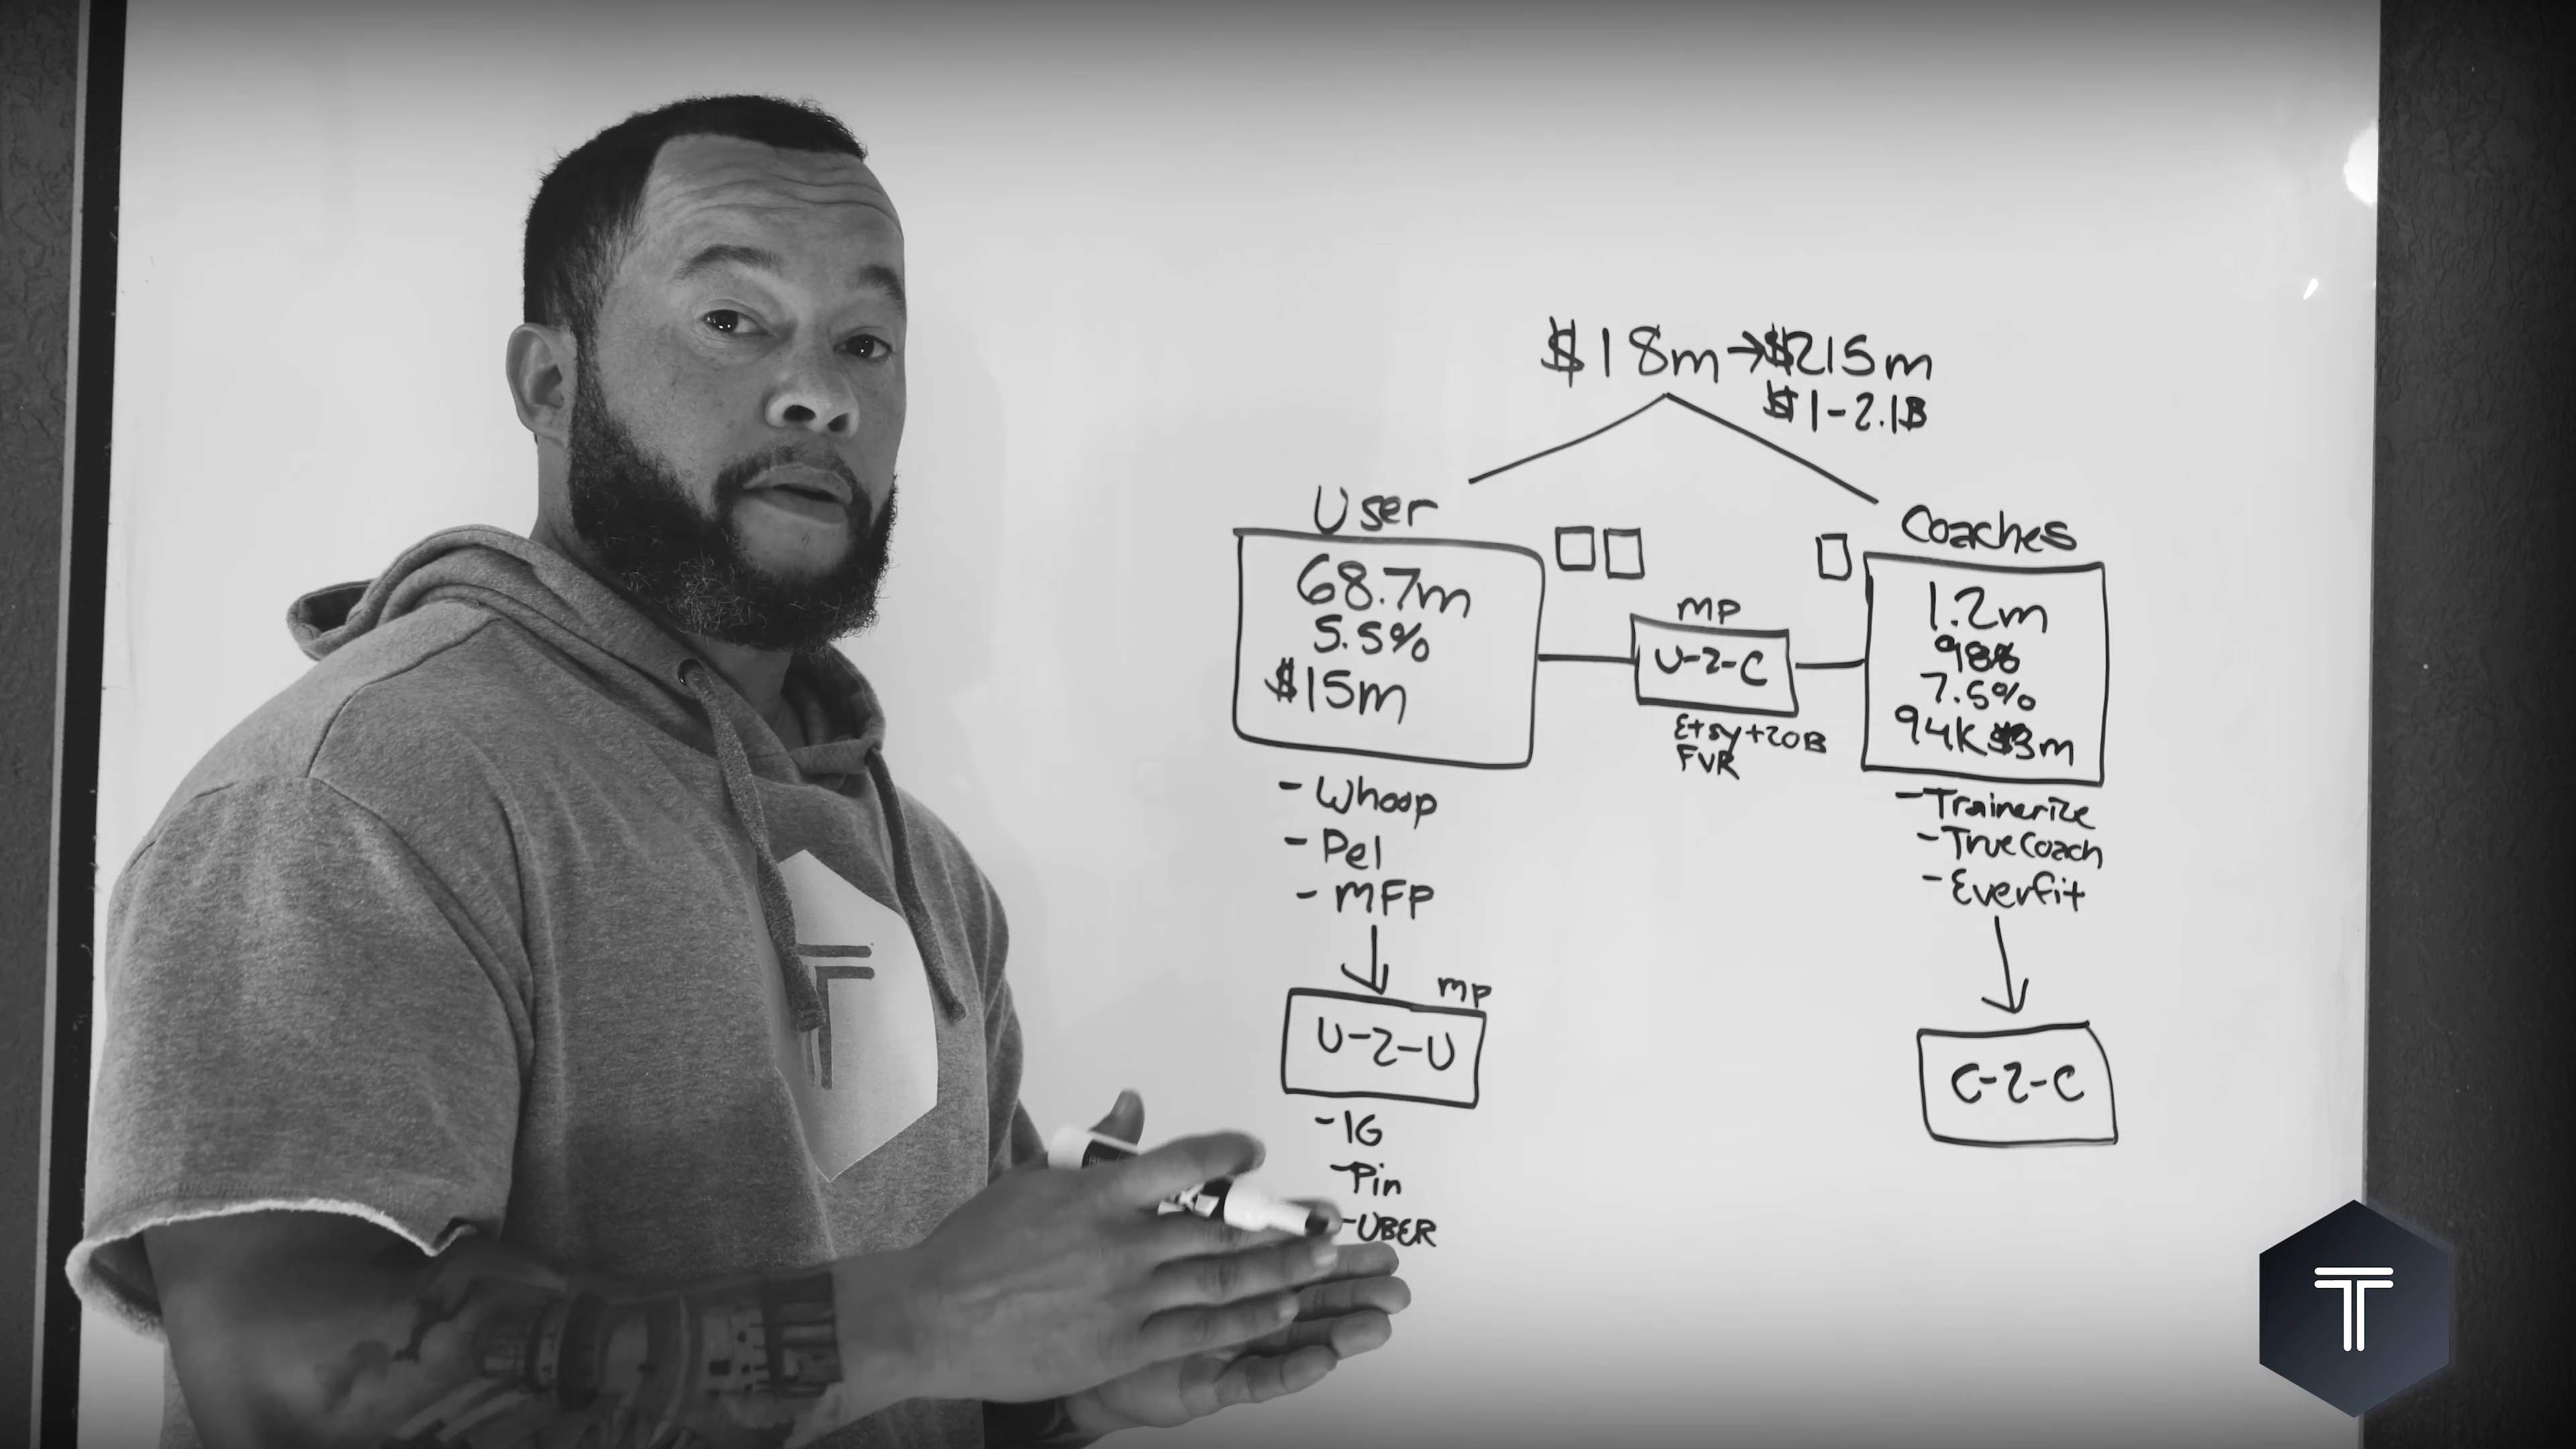 $18m→$215m
$1-2.1B
User
68.7m
5.5%
$15m
- Whoop
- Pel
- MFP
mp
U-2-U
- IG
- Pin
- UBER
mp
U-2-C
Etsy+20B
FVR
Coaches
1.2m
98%
7.5%
94K $3m
- Trainerize
- TrueCoach
- Everfit
C-2-C
T
T